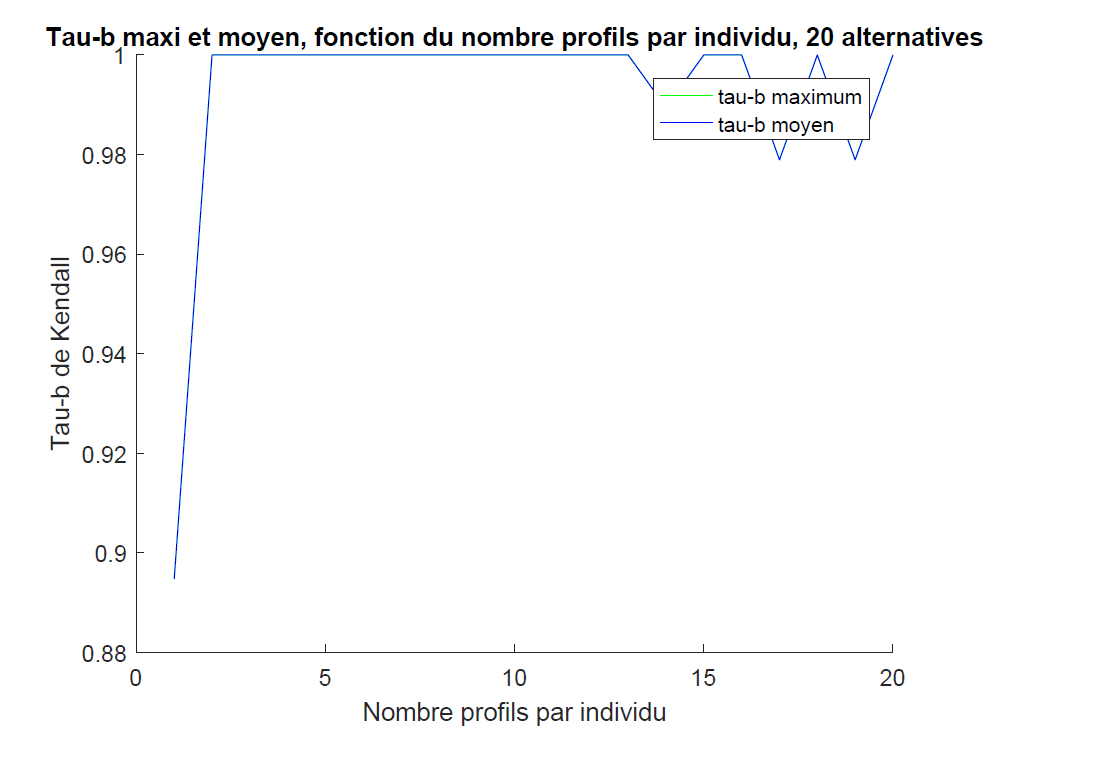 Tau-b maxi et moyen, fonction du nombre profils par individu, 20 alternatives
1
tau-b maximum
tau-b moyen
0.98
0.96
0.94
0.92
0.9
0.88
Tau-b de Kendall
0 5 10 15 20
Nombre profils par individu